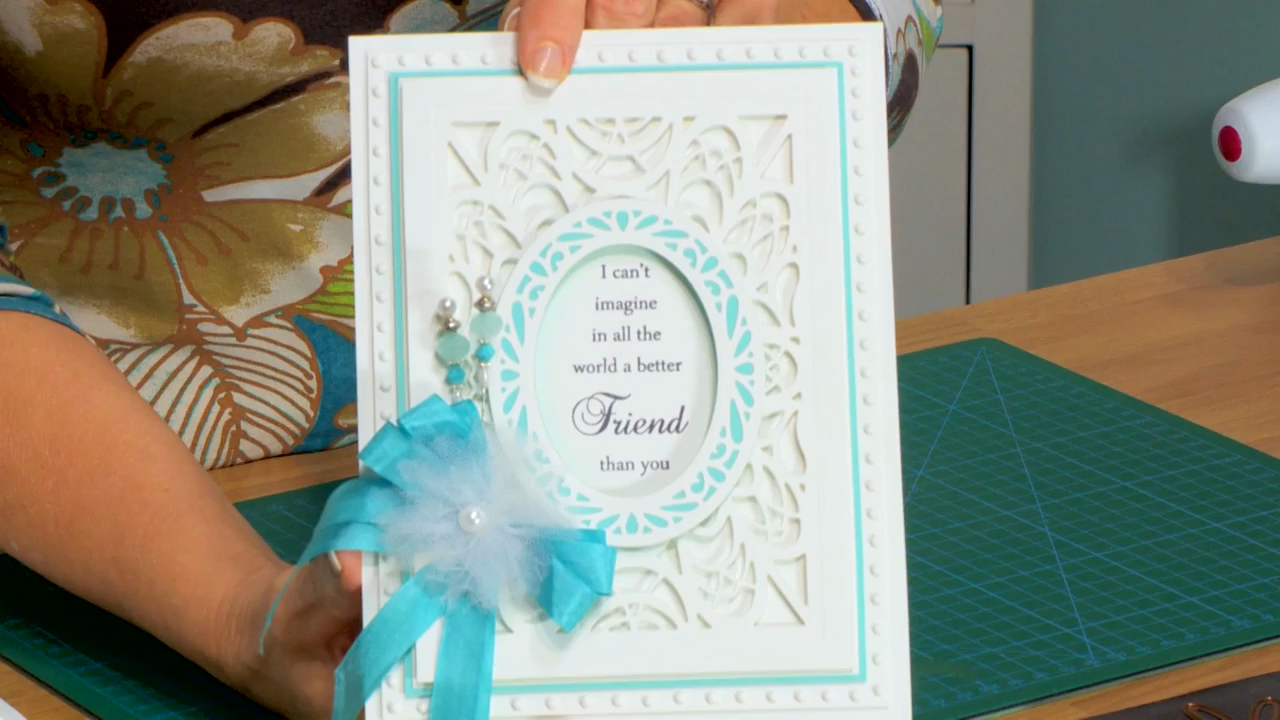 I can't
imagine
in all the
world a better
Friend
than you